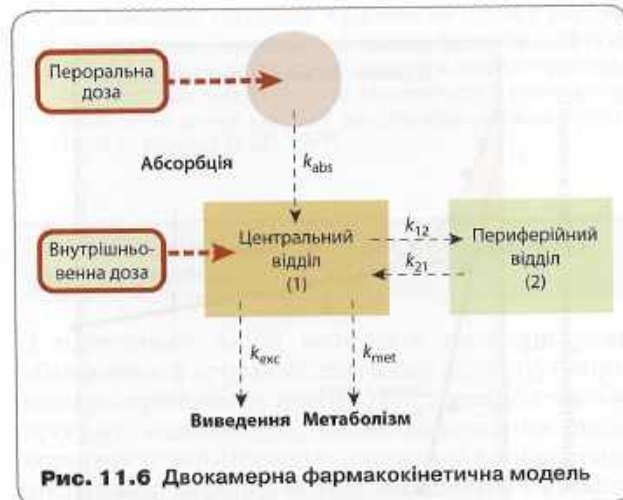 Пероральна
доза
Абсорбція
k_abs
Внутрішньо-
венна доза
Центральний
відділ
(1)
k_12
k_21
Периферійний
відділ
(2)
k_exc
k_met
Виведення Метаболізм
Рис. 11.6 Двокамерна фармакокінетична модель